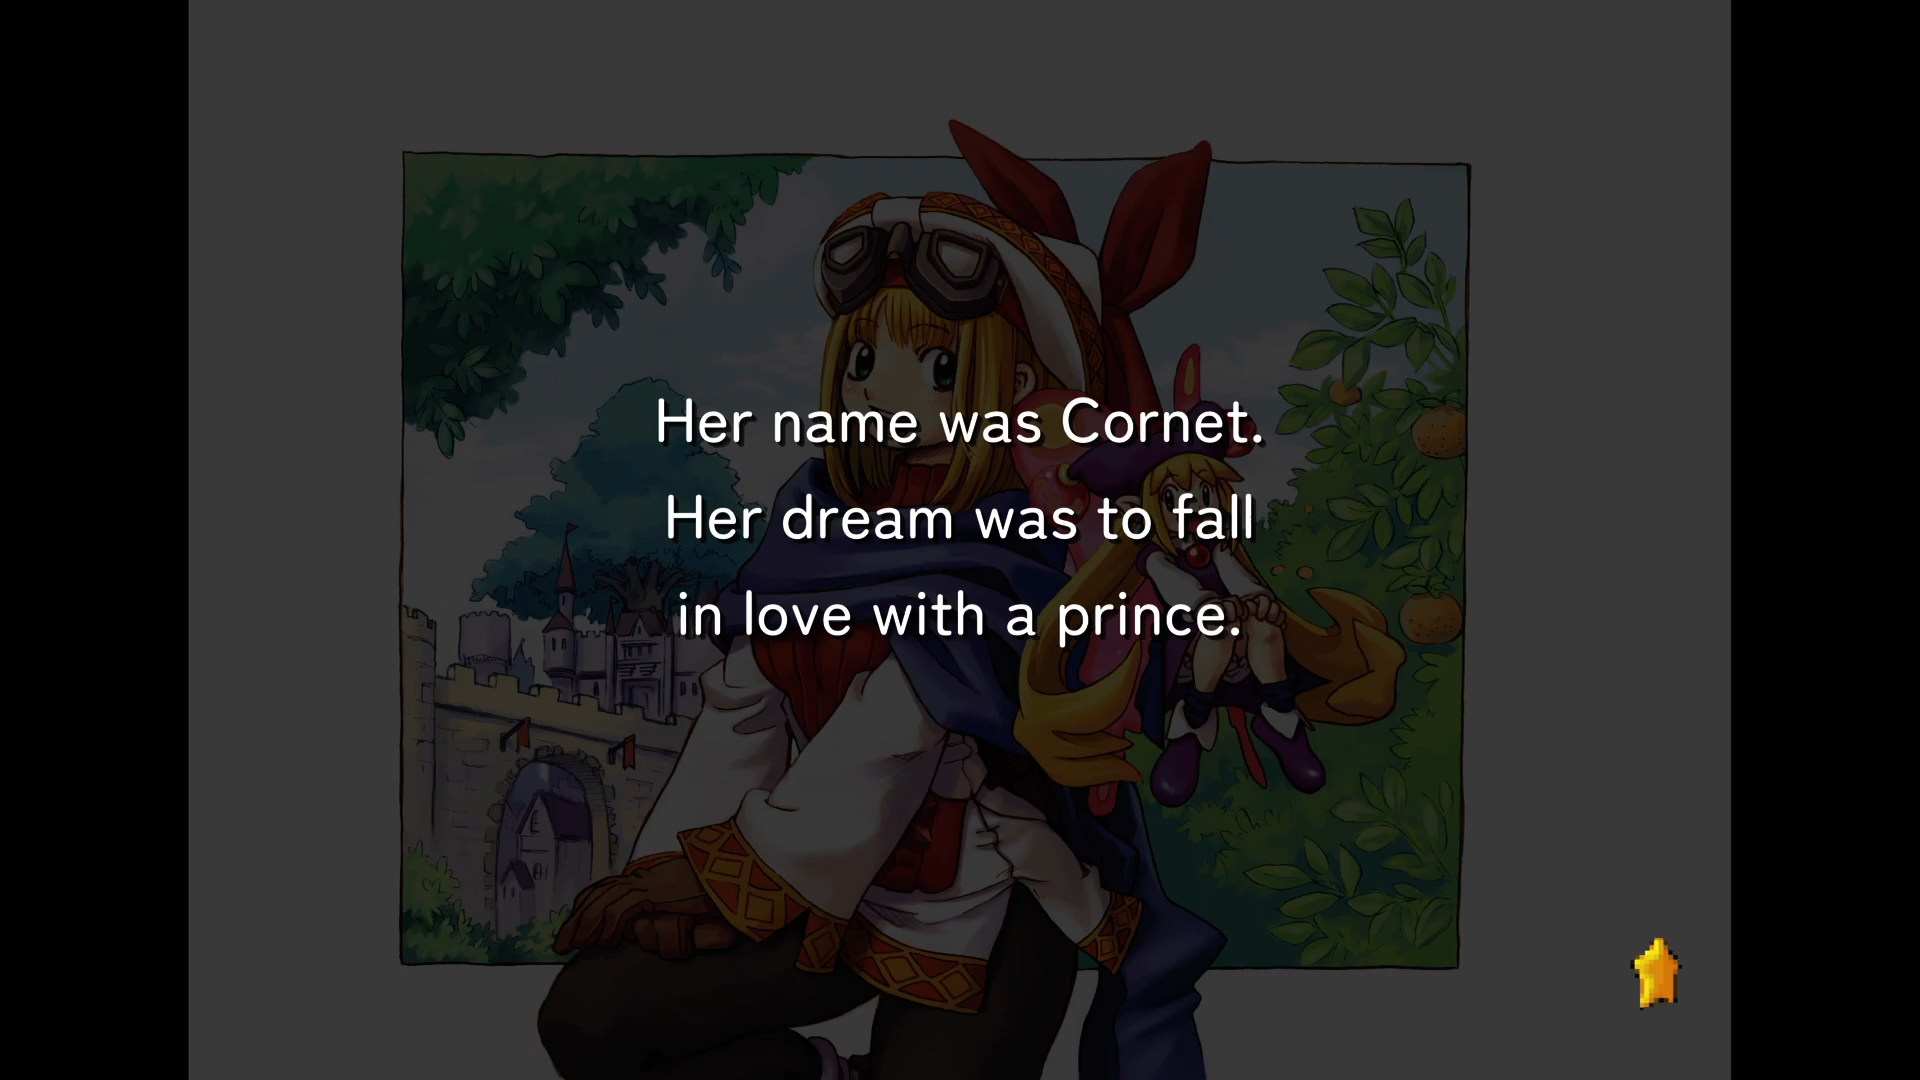 Her name was Cornet.
Her dream was to fall
in love with a prince.